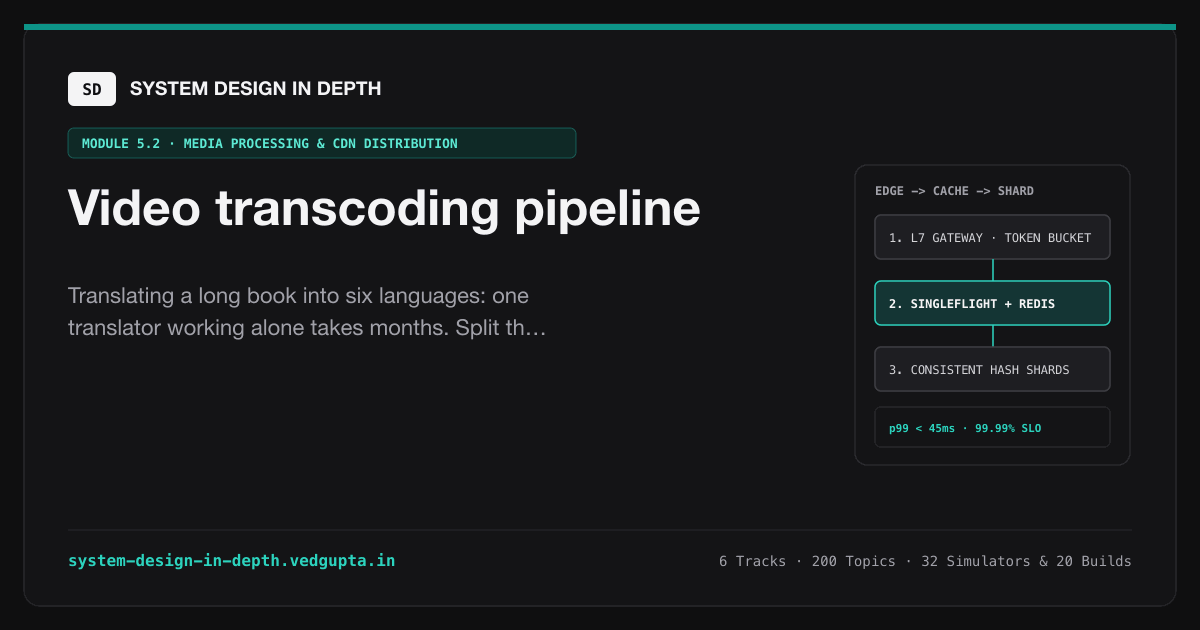 SD
SYSTEM DESIGN IN DEPTH
MODULE 5.2 · MEDIA PROCESSING & CDN DISTRIBUTION
Video transcoding pipeline
Translating a long book into six languages: one
translator working alone takes months. Split th…
EDGE —> CACHE —> SHARD
1. L7 GATEWAY · TOKEN BUCKET
2. SINGLEFLIGHT + REDIS
3. CONSISTENT HASH SHARDS
p99 < 45ms · 99.99% SLO
system-design-in-depth.vedgupta.in
6 Tracks · 200 Topics · 32 Simulators & 20 Builds